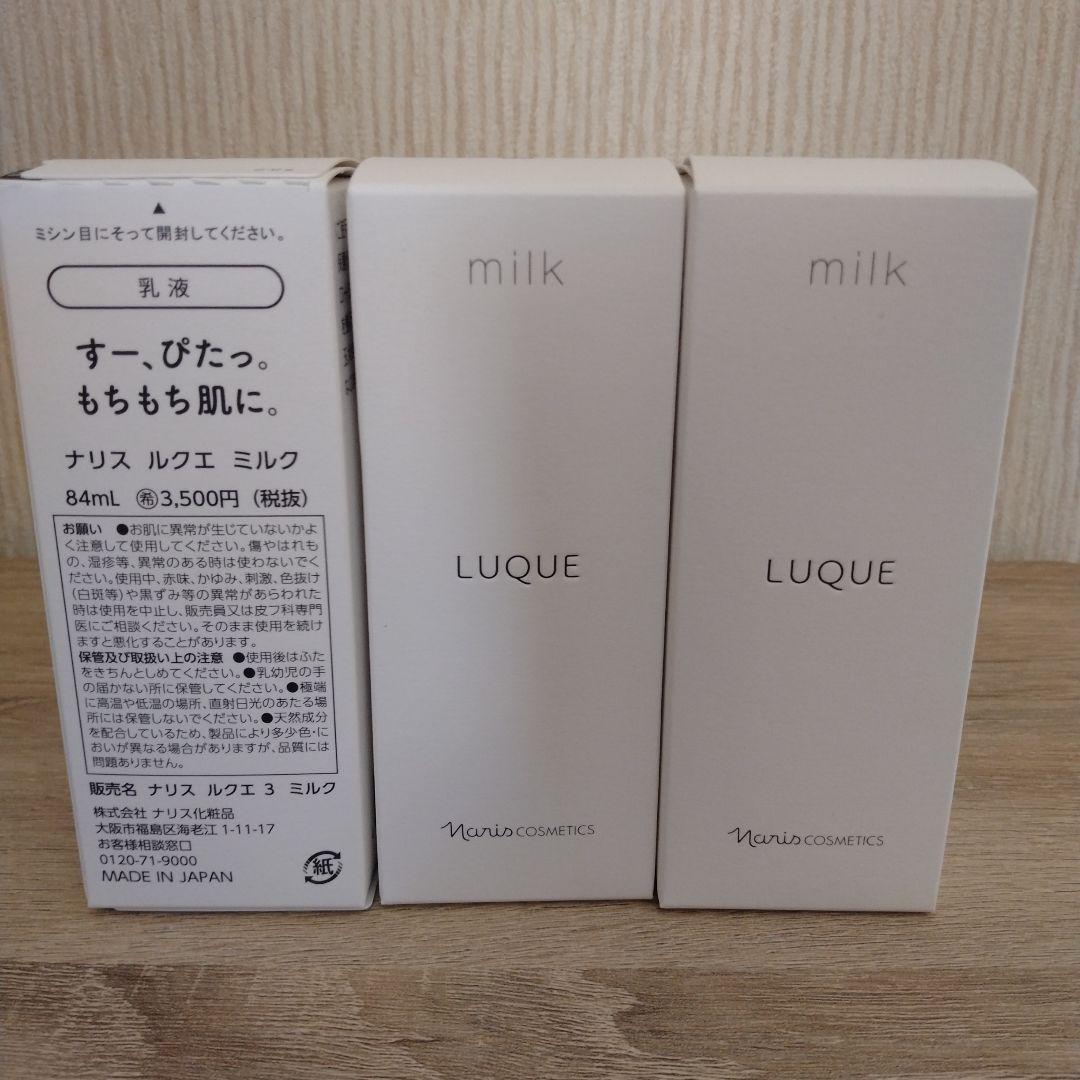 ミシン目にそって開封してください。
乳液
すー、ぴたっ。
もちもち肌に。
ナリス ルクエ ミルク
84mL ㊕3,500円(税抜)
お願い ●お肌に異常が生じていないかよ
く注意して使用してください。傷やはれも
の、湿疹等、異常のある時は使わないでく
ださい。使用中、赤味、かゆみ、刺激、色抜け
(白斑等)や黒ずみ等の異常があらわれた
時は使用を中止し、販売員又は皮フ科専門
医にご相談ください。そのまま使用を続け
ますと悪化することがあります。
保管及び取扱い上の注意 ●使用後はふた
をきちんとしめてください。●乳幼児の手
の届かない所に保管してください。●極端
に高温や低温の場所、直射日光のあたる場
所には保管しないでください。●天然成分
を配合しているため、製品により多少色・に
おいが異なる場合がありますが、品質には
問題ありません。
販売名 ナリス ルクエ 3 ミルク
株式会社 ナリス化粧品
大阪市福島区海老江 1-11-17
お客様相談窓口
0120-71-9000
MADE IN JAPAN
紙
milk
LUQUE
Naris COSMETICS
milk
LUQUE
Naris COSMETICS